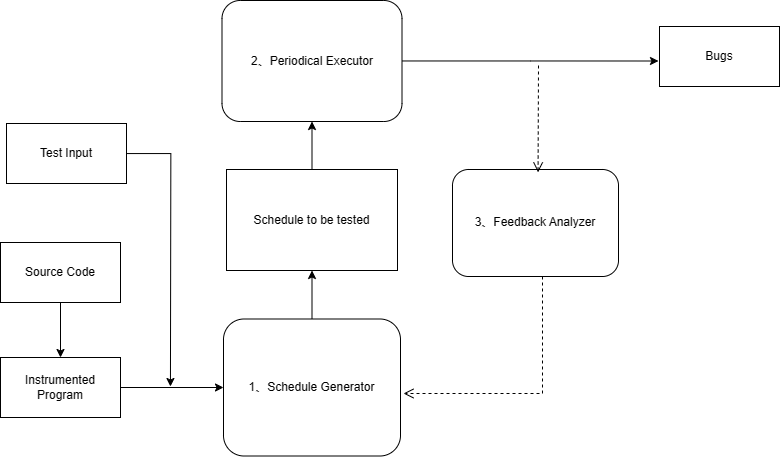 2、Periodical Executor
Bugs
Test Input
Schedule to be tested
3、Feedback Analyzer
Source Code
Instrumented
Program
1、Schedule Generator